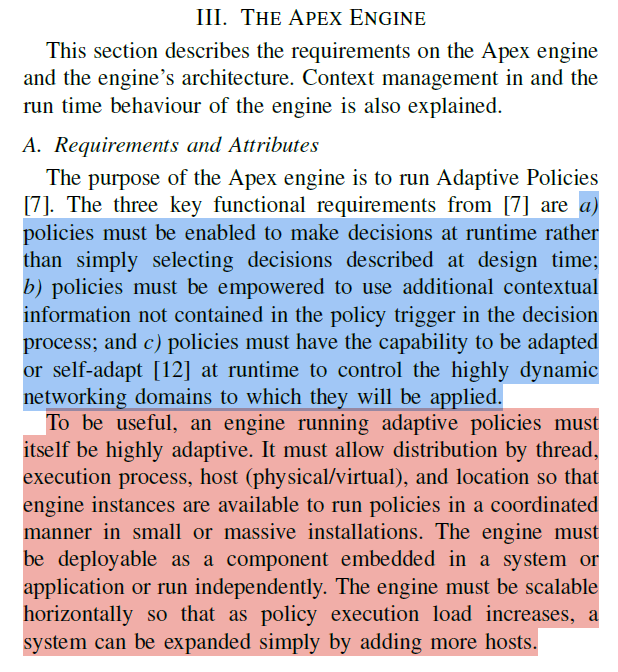 III. THE APEX ENGINE
This section describes the requirements on the Apex engine
and the engine's architecture. Context management in and the
run time behaviour of the engine is also explained.
A. Requirements and Attributes
The purpose of the Apex engine is to run Adaptive Policies
[7]. The three key functional requirements from [7] are a)
policies must be enabled to make decisions at runtime rather
than simply selecting decisions described at design time;
b) policies must be empowered to use additional contextual
information not contained in the policy trigger in the decision
process; and c) policies must have the capability to be adapted
or self-adapt [12] at runtime to control the highly dynamic
networking domains to which they will be applied.
To be useful, an engine running adaptive policies must
itself be highly adaptive. It must allow distribution by thread,
execution process, host (physical/virtual), and location so that
engine instances are available to run policies in a coordinated
manner in small or massive installations. The engine must
be deployable as a component embedded in a system or
application or run independently. The engine must be scalable
horizontally so that as policy execution load increases, a
system can be expanded simply by adding more hosts.